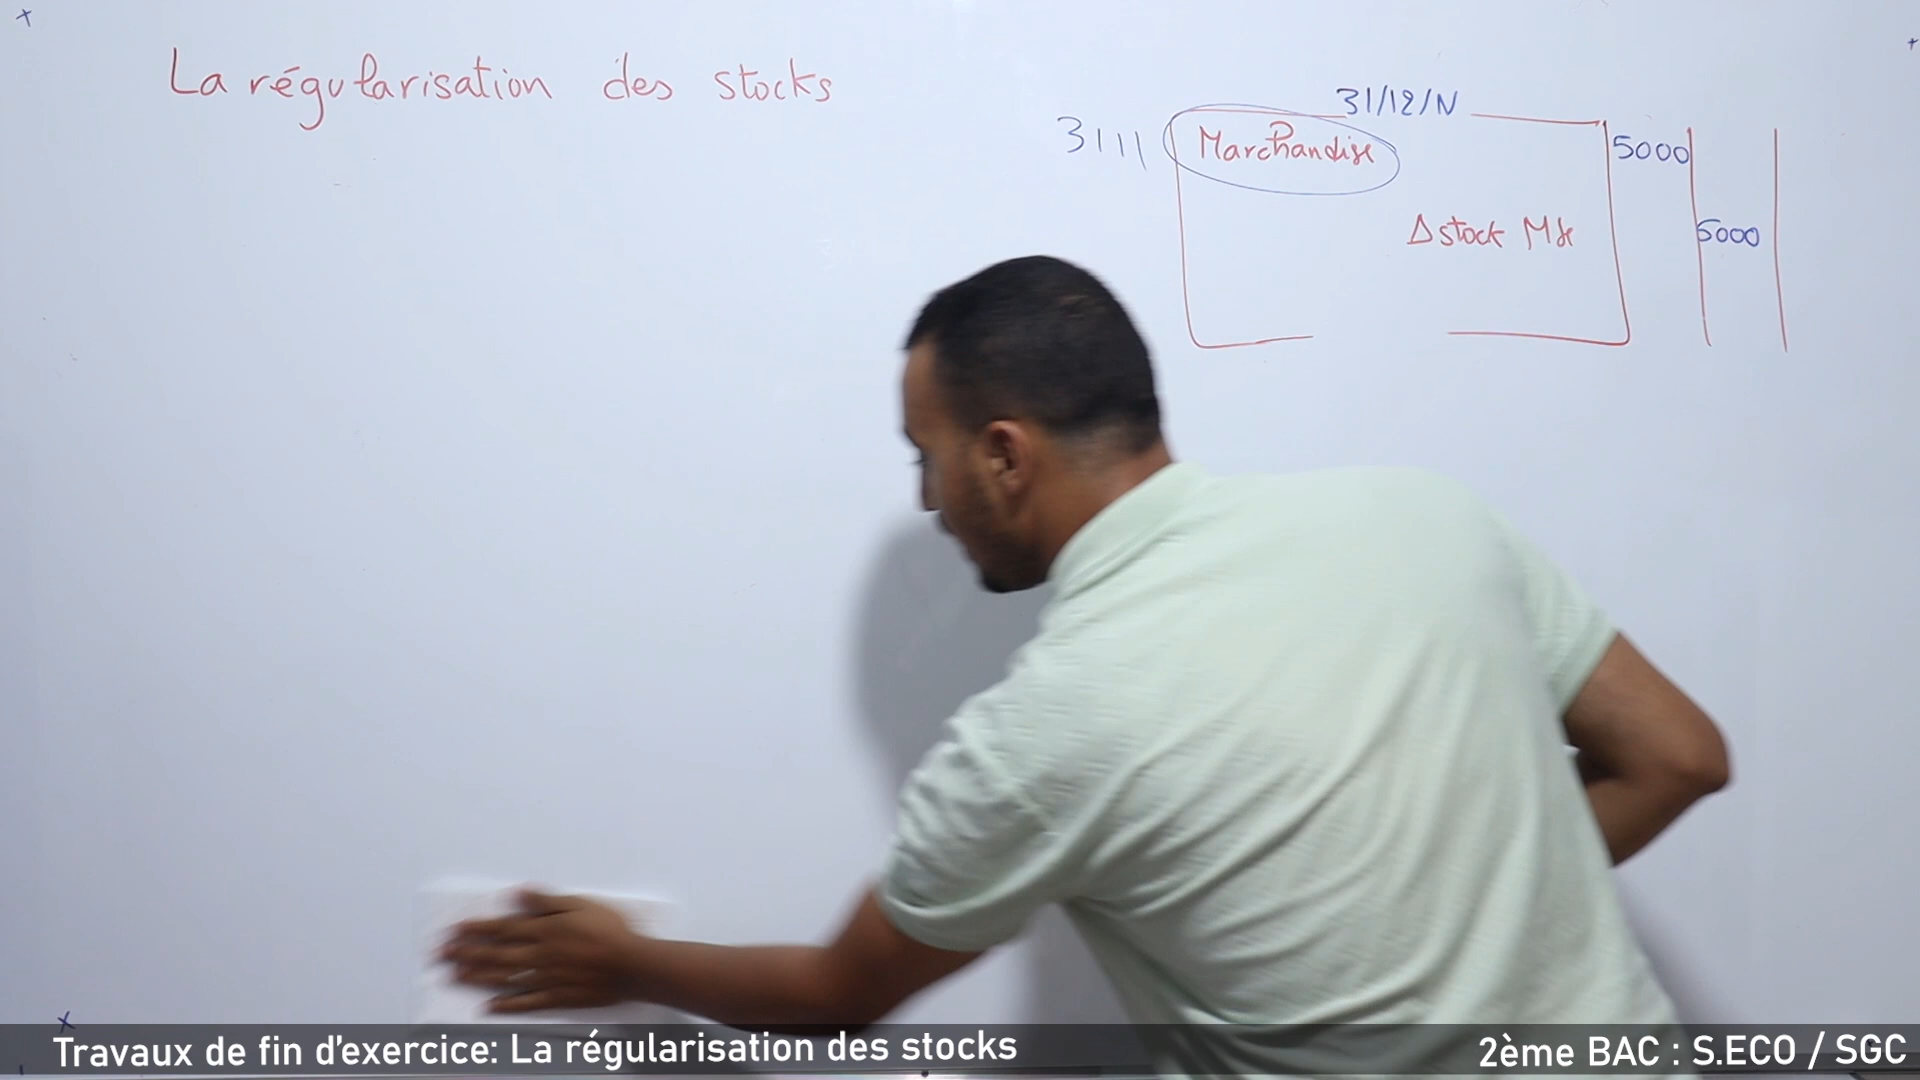 La régularisation des stocks
31/12/N
3111 Marchandise 5000
Δ stock Mse 5000
Travaux de fin d'exercice: La régularisation des stocks
2ème BAC : S.ECO / SGC